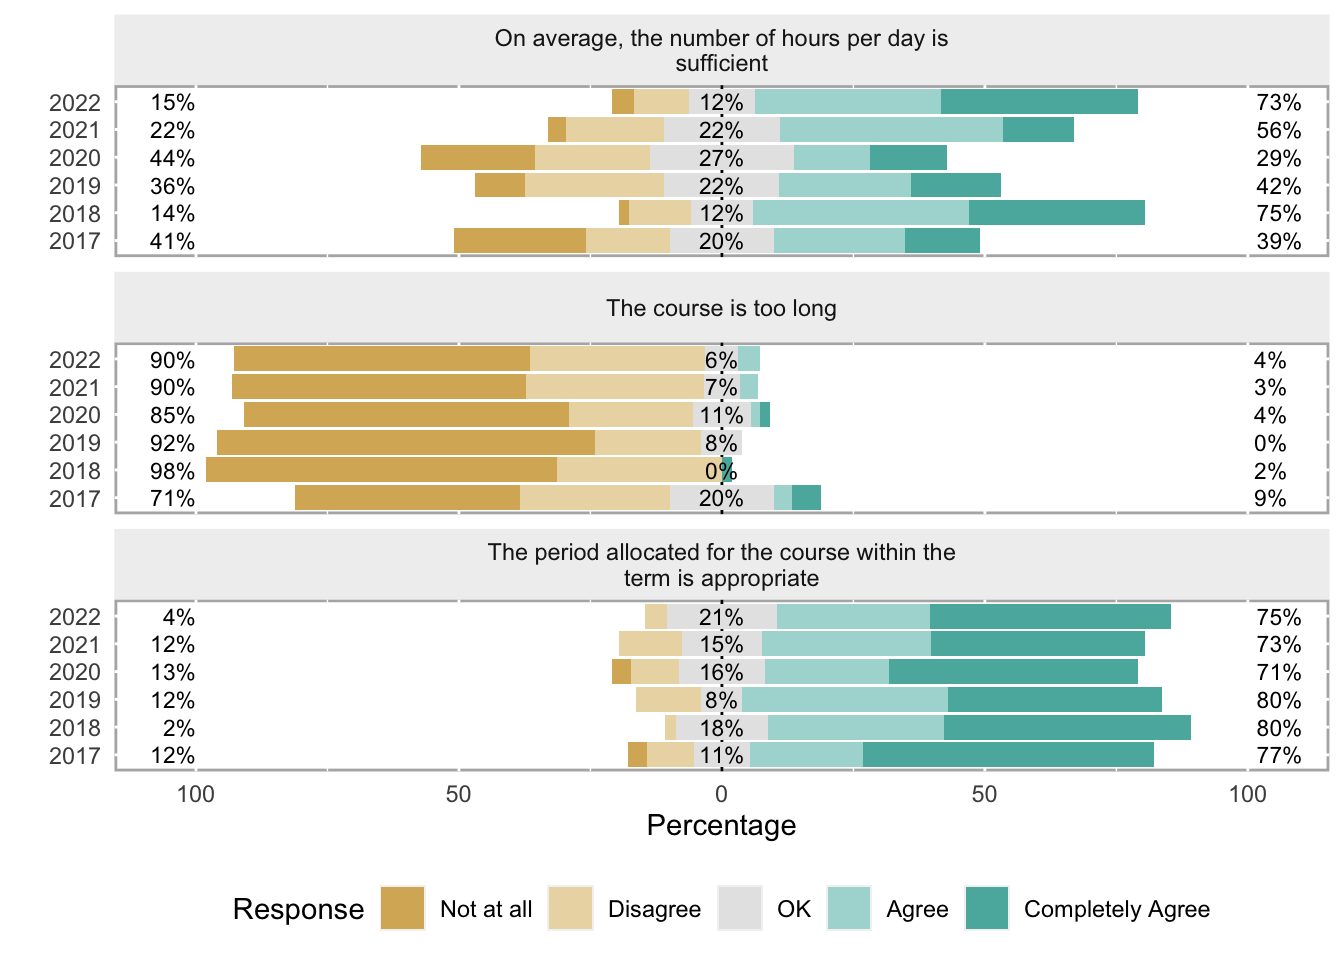 On average, the number of hours per day is
sufficient
2022 15% 12% 73%
2021 22% 22% 56%
2020 44% 27% 29%
2019 36% 22% 42%
2018 14% 12% 75%
2017 41% 20% 39%
The course is too long
2022 90% 6% 4%
2021 90% 7% 3%
2020 85% 11% 4%
2019 92% 8% 0%
2018 98% 0% 2%
2017 71% 20% 9%
The period allocated for the course within the
term is appropriate
2022 4% 21% 75%
2021 12% 15% 73%
2020 13% 16% 71%
2019 12% 8% 80%
2018 2% 18% 80%
2017 12% 11% 77%
100 50 0 50 100
Percentage
Response Not at all Disagree OK Agree Completely Agree